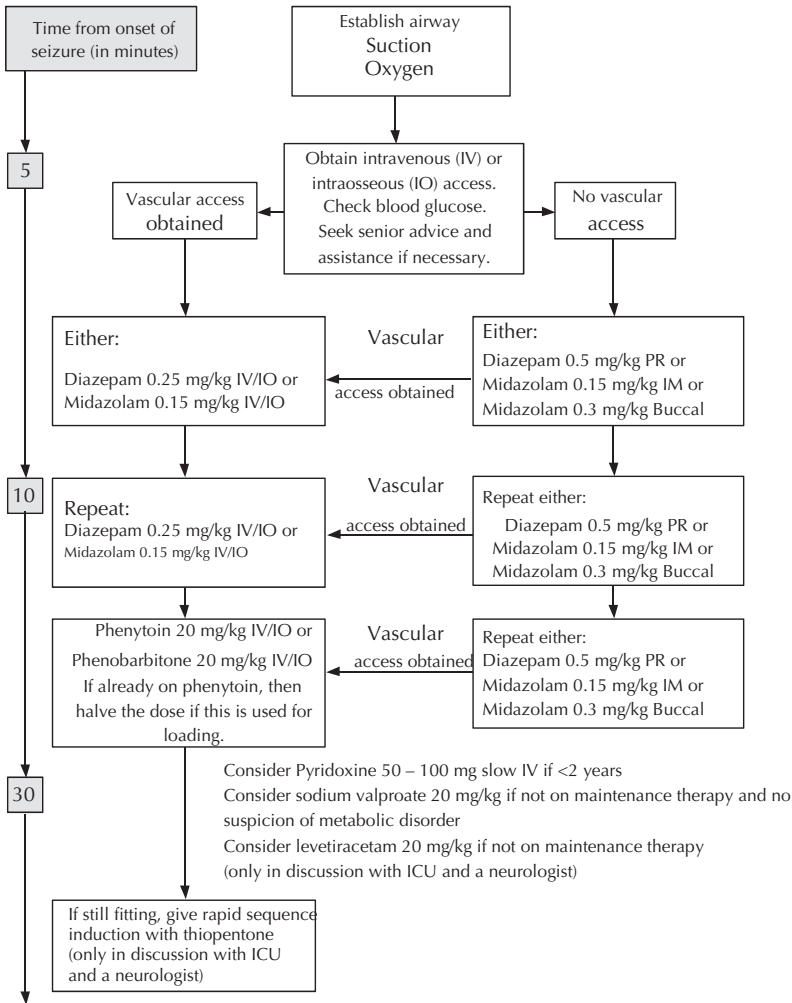 Time from onset of
seizure (in minutes)
Establish airway
Suction
Oxygen
5
Obtain intravenous (IV) or
intraosseous (IO) access.
Check blood glucose.
Seek senior advice and
assistance if necessary.
Vascular access
obtained
No vascular
access
Either:
Diazepam 0.25 mg/kg IV/IO or
Midazolam 0.15 mg/kg IV/IO
Vascular
access obtained
Either:
Diazepam 0.5 mg/kg PR or
Midazolam 0.15 mg/kg IM or
Midazolam 0.3 mg/kg Buccal
10
Repeat:
Diazepam 0.25 mg/kg IV/IO or
Midazolam 0.15 mg/kg IV/IO
Vascular
access obtained
Repeat either:
Diazepam 0.5 mg/kg PR or
Midazolam 0.15 mg/kg IM or
Midazolam 0.3 mg/kg Buccal
Phenytoin 20 mg/kg IV/IO or
Phenobarbitone 20 mg/kg IV/IO
If already on phenytoin, then
halve the dose if this is used for
loading.
Vascular
access obtained
Repeat either:
Diazepam 0.5 mg/kg PR or
Midazolam 0.15 mg/kg IM or
Midazolam 0.3 mg/kg Buccal
30
Consider Pyridoxine 50 – 100 mg slow IV if <2 years
Consider sodium valproate 20 mg/kg if not on maintenance therapy and no
suspicion of metabolic disorder
Consider levetiracetam 20 mg/kg if not on maintenance therapy
(only in discussion with ICU and a neurologist)
If still fitting, give rapid sequence
induction with thiopentone
(only in discussion with ICU
and a neurologist)